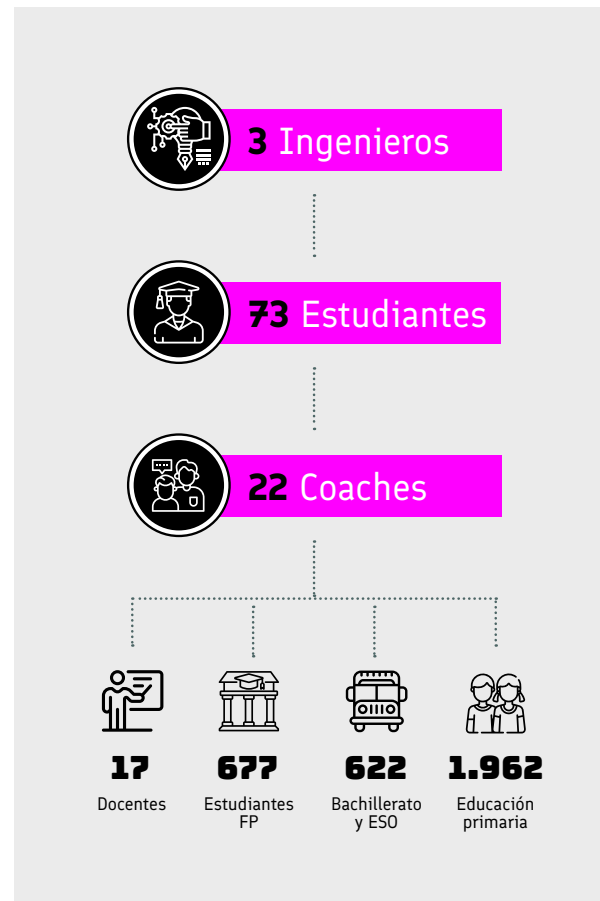 3 Ingenieros
73 Estudiantes
22 Coaches
17
Docentes
677
Estudiantes
FP
622
Bachillerato
y ESO
1.962
Educación
primaria